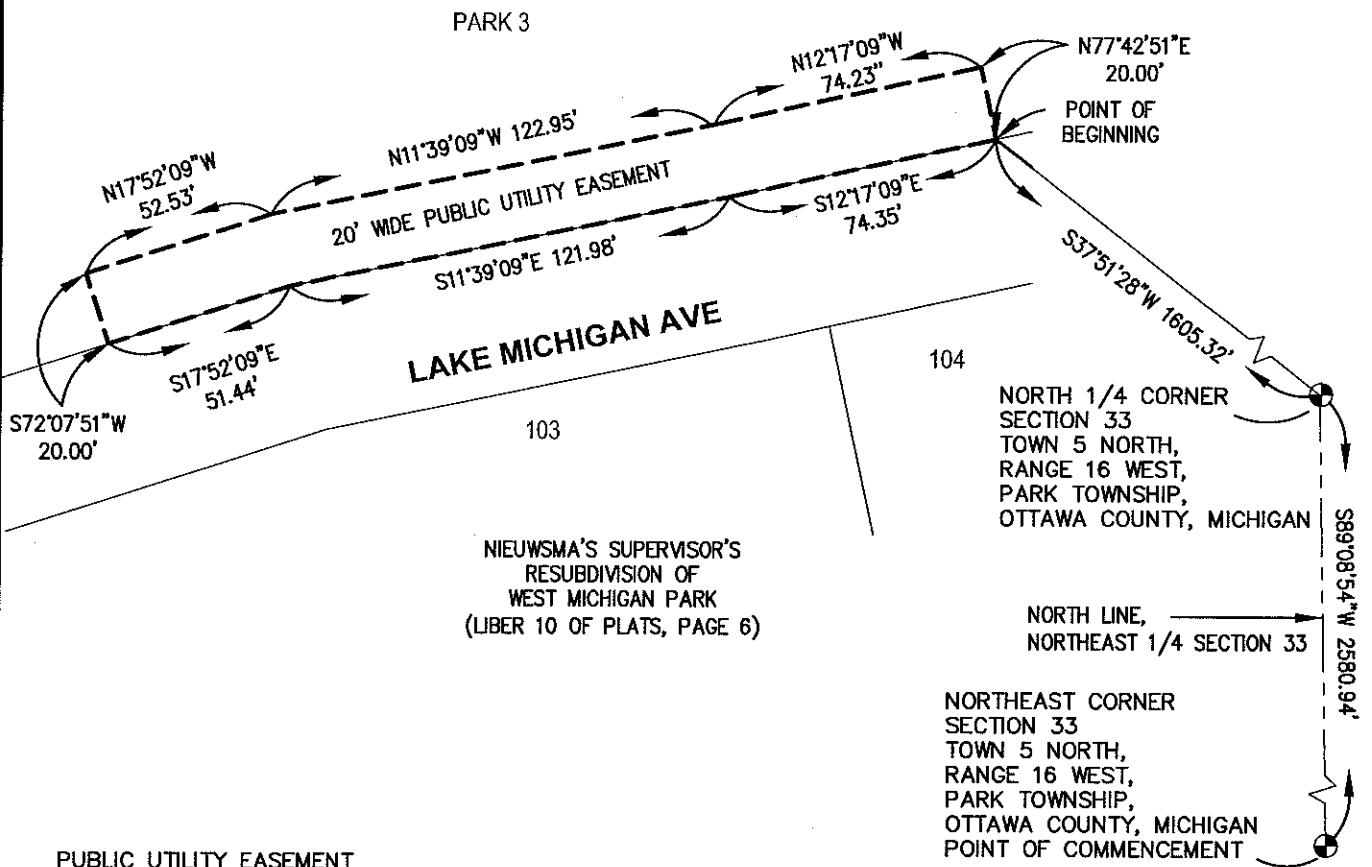 PARK 3
N12°17'09"W
74.23"
N77°42'51"E
20.00'
POINT OF
BEGINNING
N11°39'09"W 122.95'
N17°52'09"W
52.53'
20' WIDE PUBLIC UTILITY EASEMENT
S12°17'09"E
74.35'
S11°39'09"E 121.98'
S37°51'28"W 1605.32'
LAKE MICHIGAN AVE
S17°52'09"E
51.44'
S72°07'51"W
20.00'
103
104
NORTH 1/4 CORNER
SECTION 33
TOWN 5 NORTH,
RANGE 16 WEST,
PARK TOWNSHIP,
OTTAWA COUNTY, MICHIGAN
S89°08'54"W 2580.94'
NIEUWSMA'S SUPERVISOR'S
RESUBDIVISION OF
WEST MICHIGAN PARK
(LIBER 10 OF PLATS, PAGE 6)
NORTH LINE,
NORTHEAST 1/4 SECTION 33
NORTHEAST CORNER
SECTION 33
TOWN 5 NORTH,
RANGE 16 WEST,
PARK TOWNSHIP,
OTTAWA COUNTY, MICHIGAN
POINT OF COMMENCEMENT
PUBLIC UTILITY EASEMENT